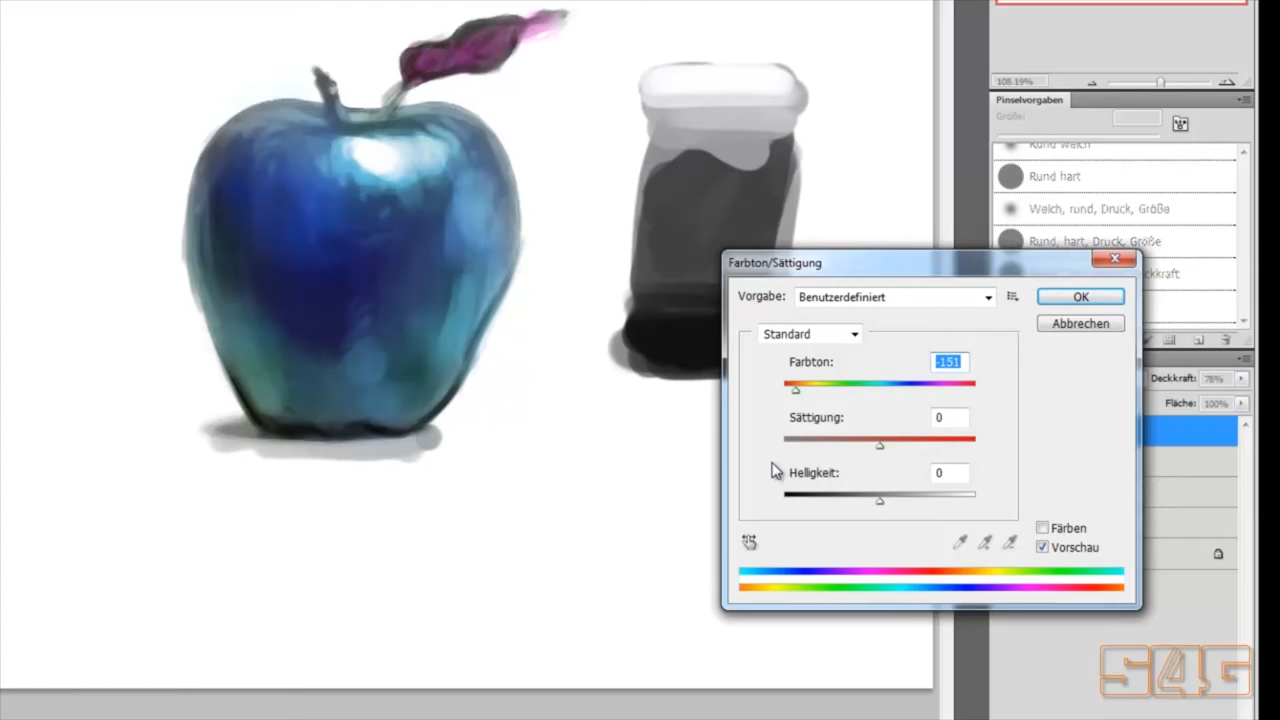 108.19%
Pinselvorgaben
Größe:
Rund weich
Rund hart
Weich, rund, Druck, Größe
Rund, hart, Druck, Größe
Farbton/Sättigung
Vorgabe: Benutzerdefiniert
OK
Abbrechen
Standard
Farbton: -151
Sättigung: 0
Helligkeit: 0
Färben
Vorschau
Deckkraft: 78%
Fläche: 100%
S4G